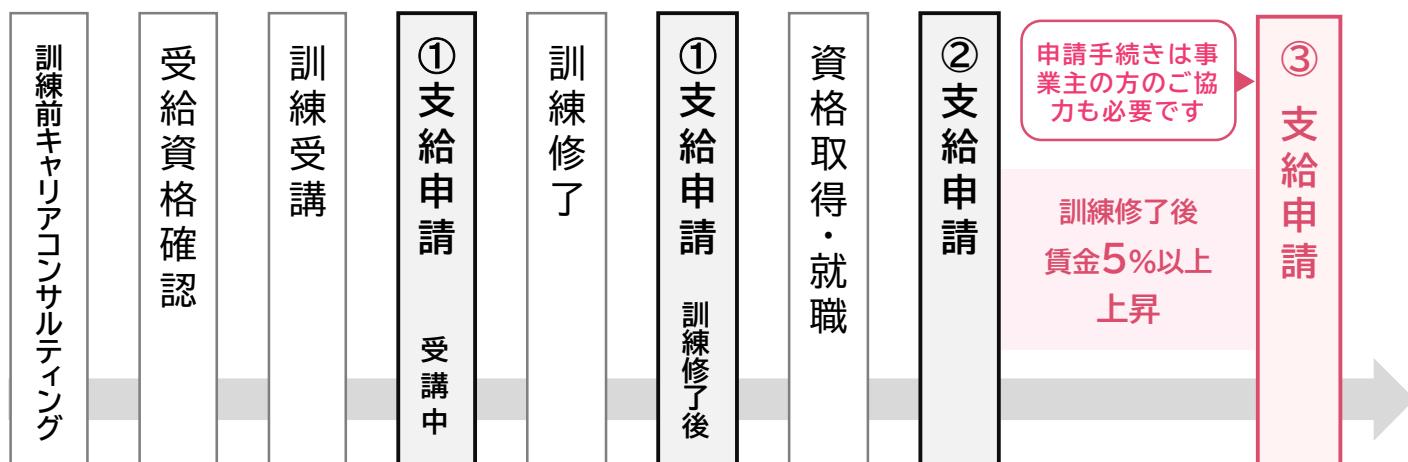 訓練前キャリアコンサルティング
受給資格確認
訓練受講
①支給申請 受講中
訓練修了
①支給申請 訓練修了後
資格取得・就職
②支給申請
申請手続きは事
業主の方のご協
力も必要です
訓練修了後
賃金5%以上
上昇
③支給申請